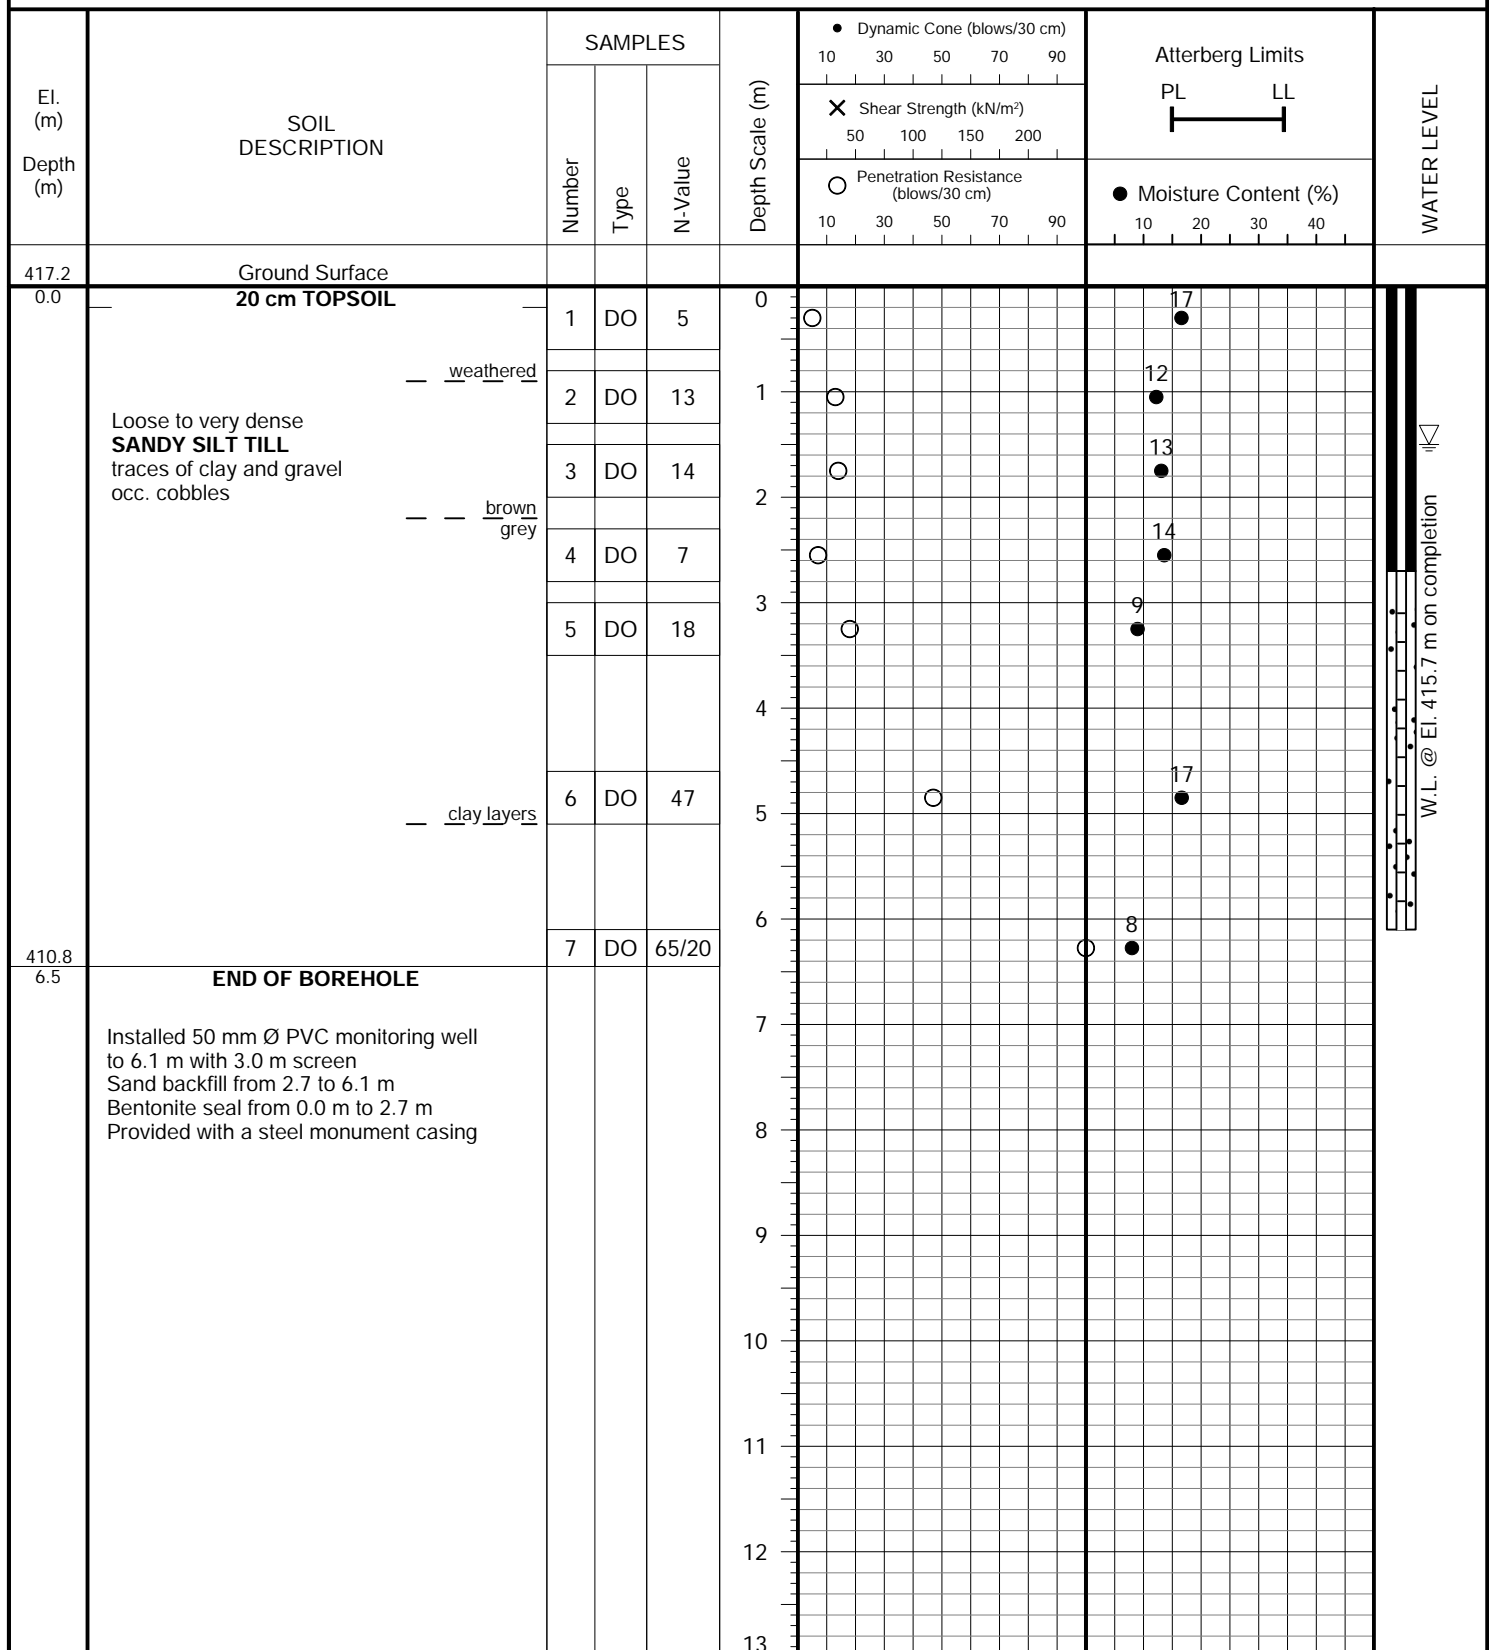 El.
(m)
Depth
(m)
SOIL
DESCRIPTION
SAMPLES
Number
Type
N-Value
Depth Scale (m)
Dynamic Cone (blows/30 cm)
10 30 50 70 90
Shear Strength (kN/m²)
50 100 150 200
Penetration Resistance
(blows/30 cm)
10 30 50 70 90
Atterberg Limits
PL LL
Moisture Content (%)
10 20 30 40
WATER LEVEL
417.2
Ground Surface
0.0
20 cm TOPSOIL
1 DO 5
0
17
weathered
2 DO 13
1
12
Loose to very dense
SANDY SILT TILL
traces of clay and gravel
occ. cobbles
3 DO 14
13
2
brown
grey
4 DO 7
14
3
5 DO 18
9
4
W.L. @ El. 415.7 m on completion
6 DO 47
17
clay layers
5
6
7 DO 65/20
8
410.8
6.5
END OF BOREHOLE
Installed 50 mm Ø PVC monitoring well
to 6.1 m with 3.0 m screen
Sand backfill from 2.7 to 6.1 m
Bentonite seal from 0.0 m to 2.7 m
Provided with a steel monument casing
7
8
9
10
11
12
13